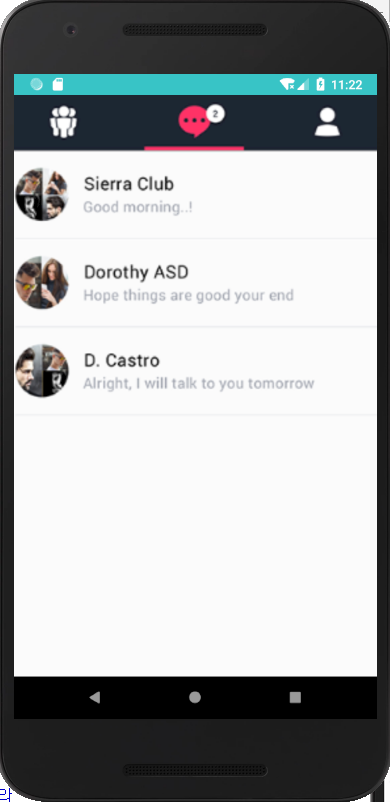 11:22
2
Sierra Club
Good morning..!
Dorothy ASD
Hope things are good your end
D. Castro
Alright, I will talk to you tomorrow